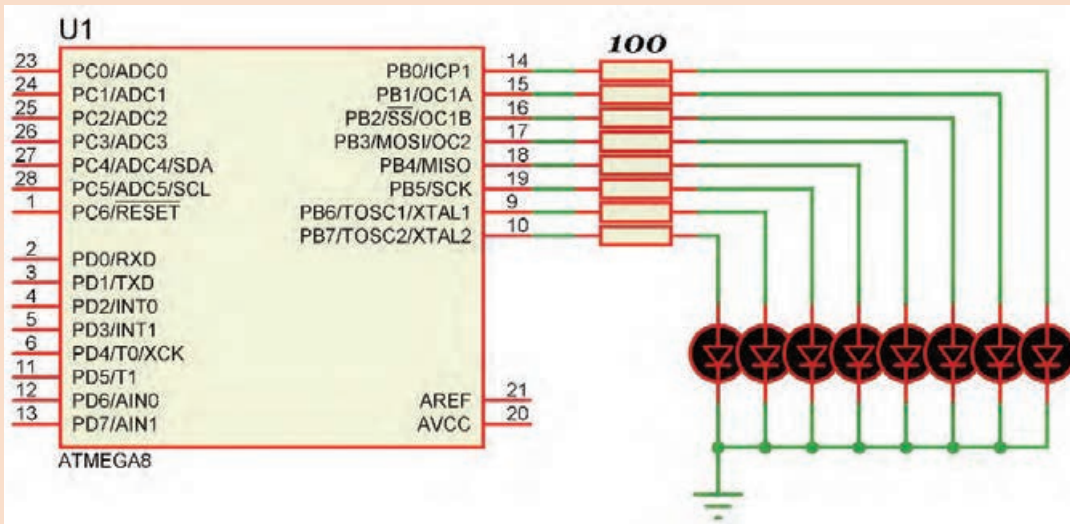 U1
100
23 PC0/ADC0 PB0/ICP1 14
24 PC1/ADC1 PB1/OC1A 15
25 PC2/ADC2 PB2/SS/OC1B 16
26 PC3/ADC3 PB3/MOSI/OC2 17
27 PC4/ADC4/SDA PB4/MISO 18
28 PC5/ADC5/SCL PB5/SCK 19
1 PC6/RESET PB6/TOSC1/XTAL1 9
PB7/TOSC2/XTAL2 10
2 PD0/RXD
3 PD1/TXD
4 PD2/INT0
5 PD3/INT1
6 PD4/T0/XCK
11 PD5/T1
12 PD6/AIN0 AREF 21
13 PD7/AIN1 AVCC 20
ATMEGA8